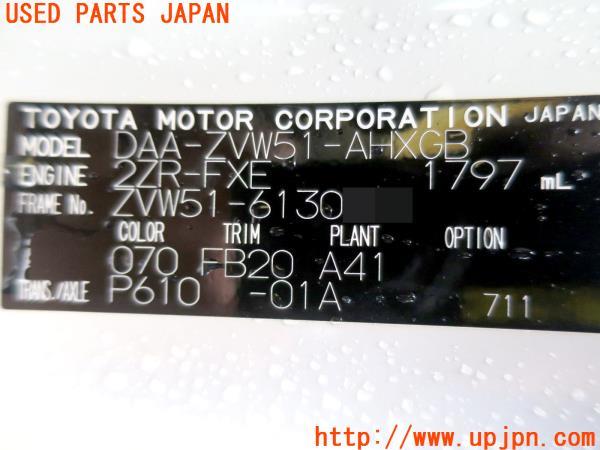 USED PARTS JAPAN
TOYOTA MOTOR CORPORATION JAPAN
MODEL DAA-ZVW51-AHXGB
ENGINE 2ZR-FXE 1797 mL
FRAME No. ZVW51-6130
COLOR TRIM PLANT OPTION
070 FB20 A41
TRANS./AXLE P610 -01A 711
http://www.upjpn.com/